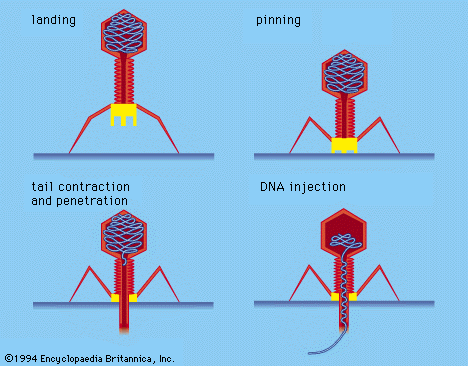 landing
pinning
tail contraction
and penetration
DNA injection
©1994 Encyclopaedia Britannica, Inc.